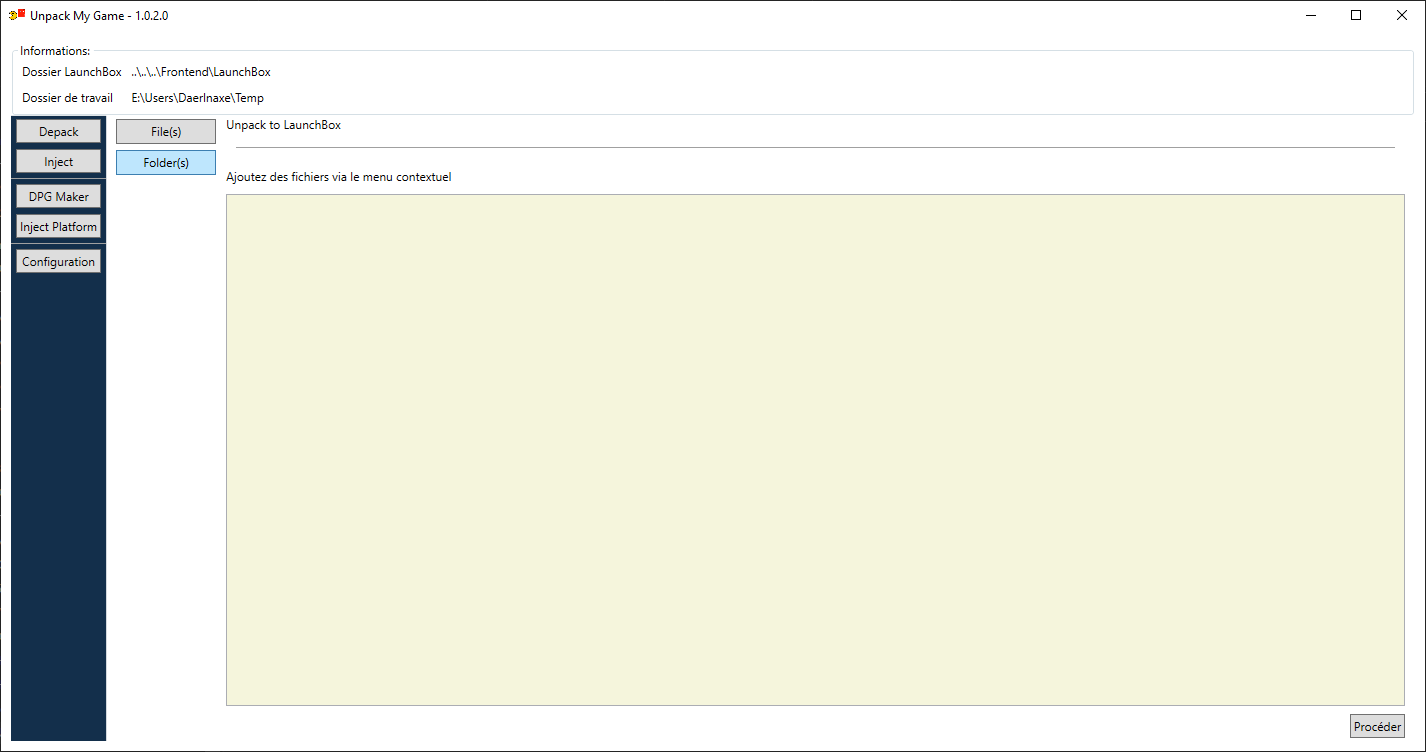 Unpack My Game - 1.0.2.0
Informations:
Dossier LaunchBox ..\..\..\Frontend\LaunchBox
Dossier de travail E:\Users\DaerInaxe\Temp
Depack
File(s)
Unpack to LaunchBox
Inject
Folder(s)
Ajoutez des fichiers via le menu contextuel
DPG Maker
Inject Platform
Configuration
Procéder